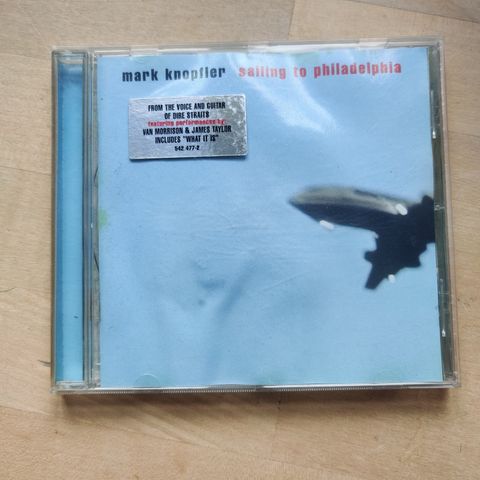 mark knopfler sailing to philadelphia
FROM THE VOICE AND GUITAR
OF DIRE STRAITS
featuring performances by
VAN MORRISON & JAMES TAYLOR
INCLUDES "WHAT IT IS"
542 477-2